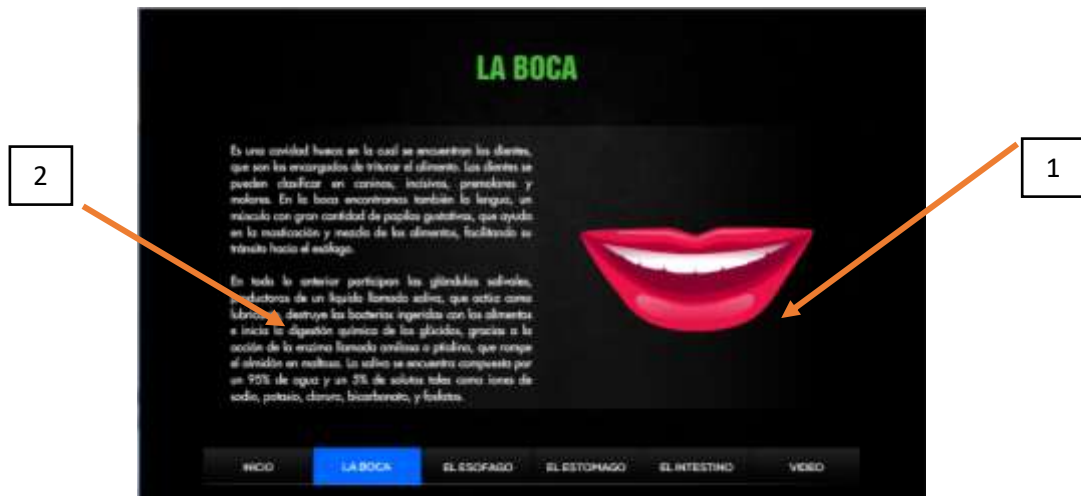 LA BOCA
Es una cavidad hueca en la cual se encuentran los dientes,
que son los encargados de triturar el alimento. Los dientes se
pueden clasificar en caninos, incisivos, premolares y
molares. En la boca encontramos también la lengua, un
músculo con gran cantidad de papilas gustativas, que ayuda
en la masticación y mezcla de los alimentos, facilitando su
tránsito hacia el esófago.
En todo lo anterior participan las glándulas salivales,
productoras de un líquido llamado saliva, que actúa como
destruye las bacterias ingeridas con los alimentos
e inicia la digestión química de los glúcidos, gracias a la
acción de la enzima llamada amilasa o ptialina, que rompe
el almidón en maltosa. La saliva se encuentra compuesta por
un 95% de agua y un 5% de solutos tales como iones de
sodio, potasio, cloruro, bicarbonato, y fosfatos.
2
1
INICIO
LA BOCA
EL ESOFAGO
EL ESTOMAGO
EL INTESTINO
VIDEO